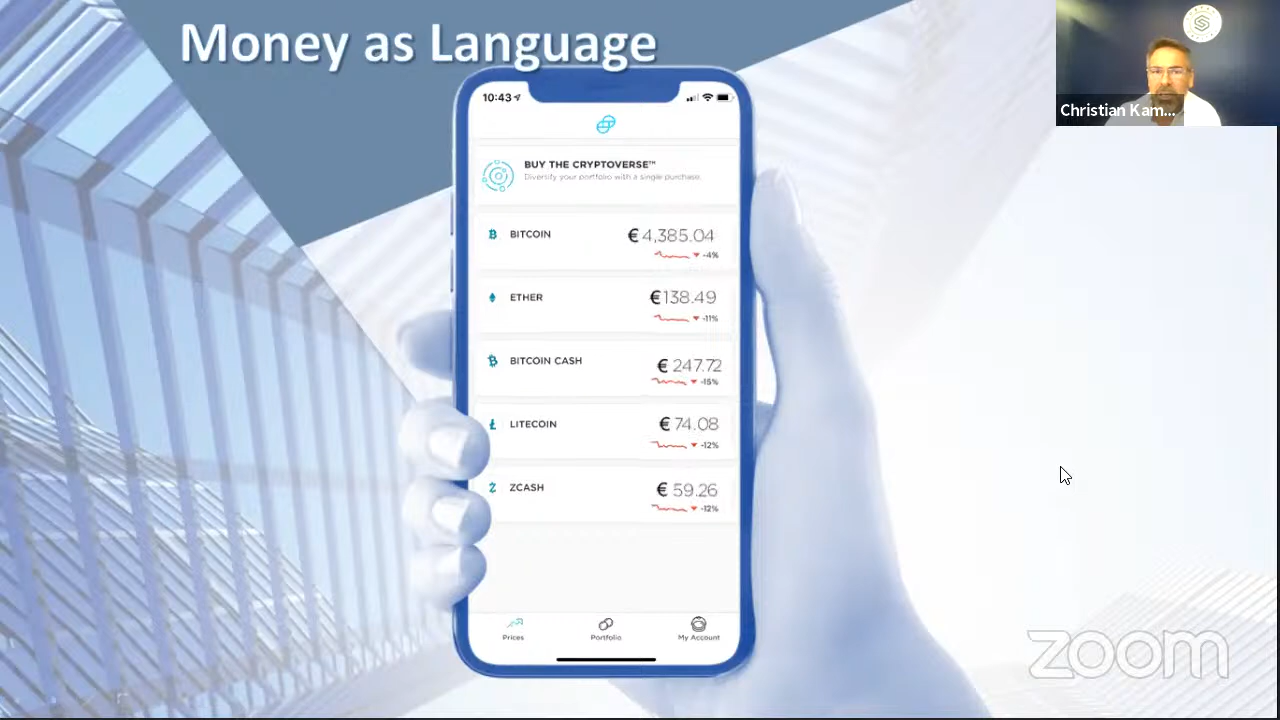 Money as Language
Christian Kam...
10:43
BUY THE CRYPTOVERSE™
Diversify your portfolio with a single purchase.
BITCOIN
€ 4,385.04
-4%
ETHER
€138.49
-11%
BITCOIN CASH
€ 247.72
-15%
LITECOIN
€ 74.08
-12%
ZCASH
€ 59.26
-12%
Prices
Portfolio
My Account
zoom